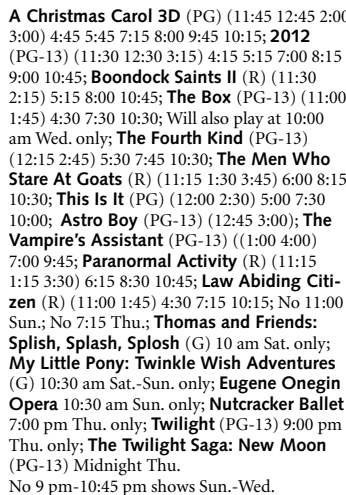 A Christmas Carol 3D (PG) (11:45 12:45 2:00
3:00) 4:45 5:45 7:15 8:00 9:45 10:15; 2012
(PG-13) (11:30 12:30 3:15) 4:15 5:15 7:00 8:15
9:00 10:45; Boondock Saints II (R) (11:30
2:15) 5:15 8:00 10:45; The Box (PG-13) (11:00
1:45) 4:30 7:30 10:30; Will also play at 10:00
am Wed. only; The Fourth Kind (PG-13)
(12:15 2:45) 5:30 7:45 10:30; The Men Who
Stare At Goats (R) (11:15 1:30 3:45) 6:00 8:15
10:30; This Is It (PG) (12:00 2:30) 5:00 7:30
10:00; Astro Boy (PG-13) (12:45 3:00); The
Vampire's Assistant (PG-13) ((1:00 4:00)
7:00 9:45; Paranormal Activity (R) (11:15
1:15 3:30) 6:15 8:30 10:45; Law Abiding Citi-
zen (R) (11:00 1:45) 4:30 7:15 10:15; No 11:00
Sun.; No 7:15 Thu.; Thomas and Friends:
Splish, Splash, Splosh (G) 10 am Sat. only;
My Little Pony: Twinkle Wish Adventures
(G) 10:30 am Sat.-Sun. only; Eugene Onegin
Opera 10:30 am Sun. only; Nutcracker Ballet
7:00 pm Thu. only; Twilight (PG-13) 9:00 pm
Thu. only; The Twilight Saga: New Moon
(PG-13) Midnight Thu.
No 9 pm-10:45 pm shows Sun.-Wed.